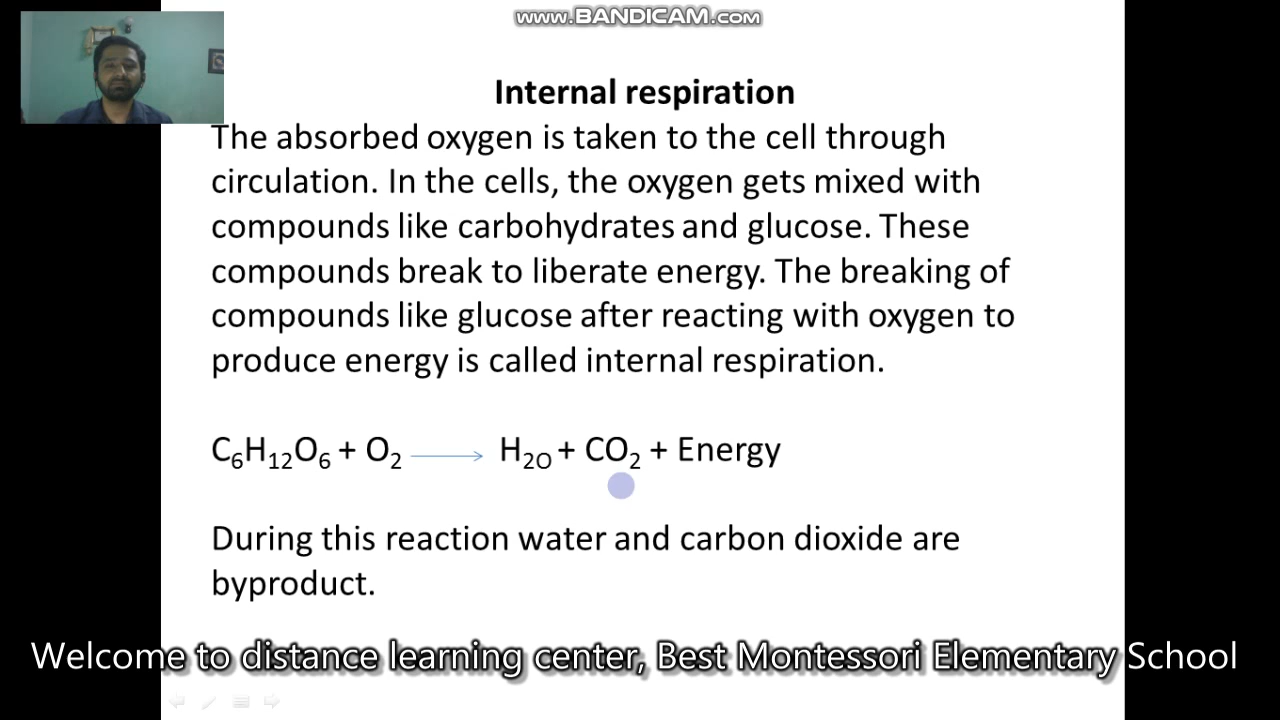 www.BANDICAM.com
Internal respiration
The absorbed oxygen is taken to the cell through
circulation. In the cells, the oxygen gets mixed with
compounds like carbohydrates and glucose. These
compounds break to liberate energy. The breaking of
compounds like glucose after reacting with oxygen to
produce energy is called internal respiration.
C₆H₁₂O₆ + O₂ ⟶ H₂O + CO₂ + Energy
During this reaction water and carbon dioxide are
byproduct.
Welcome to distance learning center, Best Montessori Elementary School